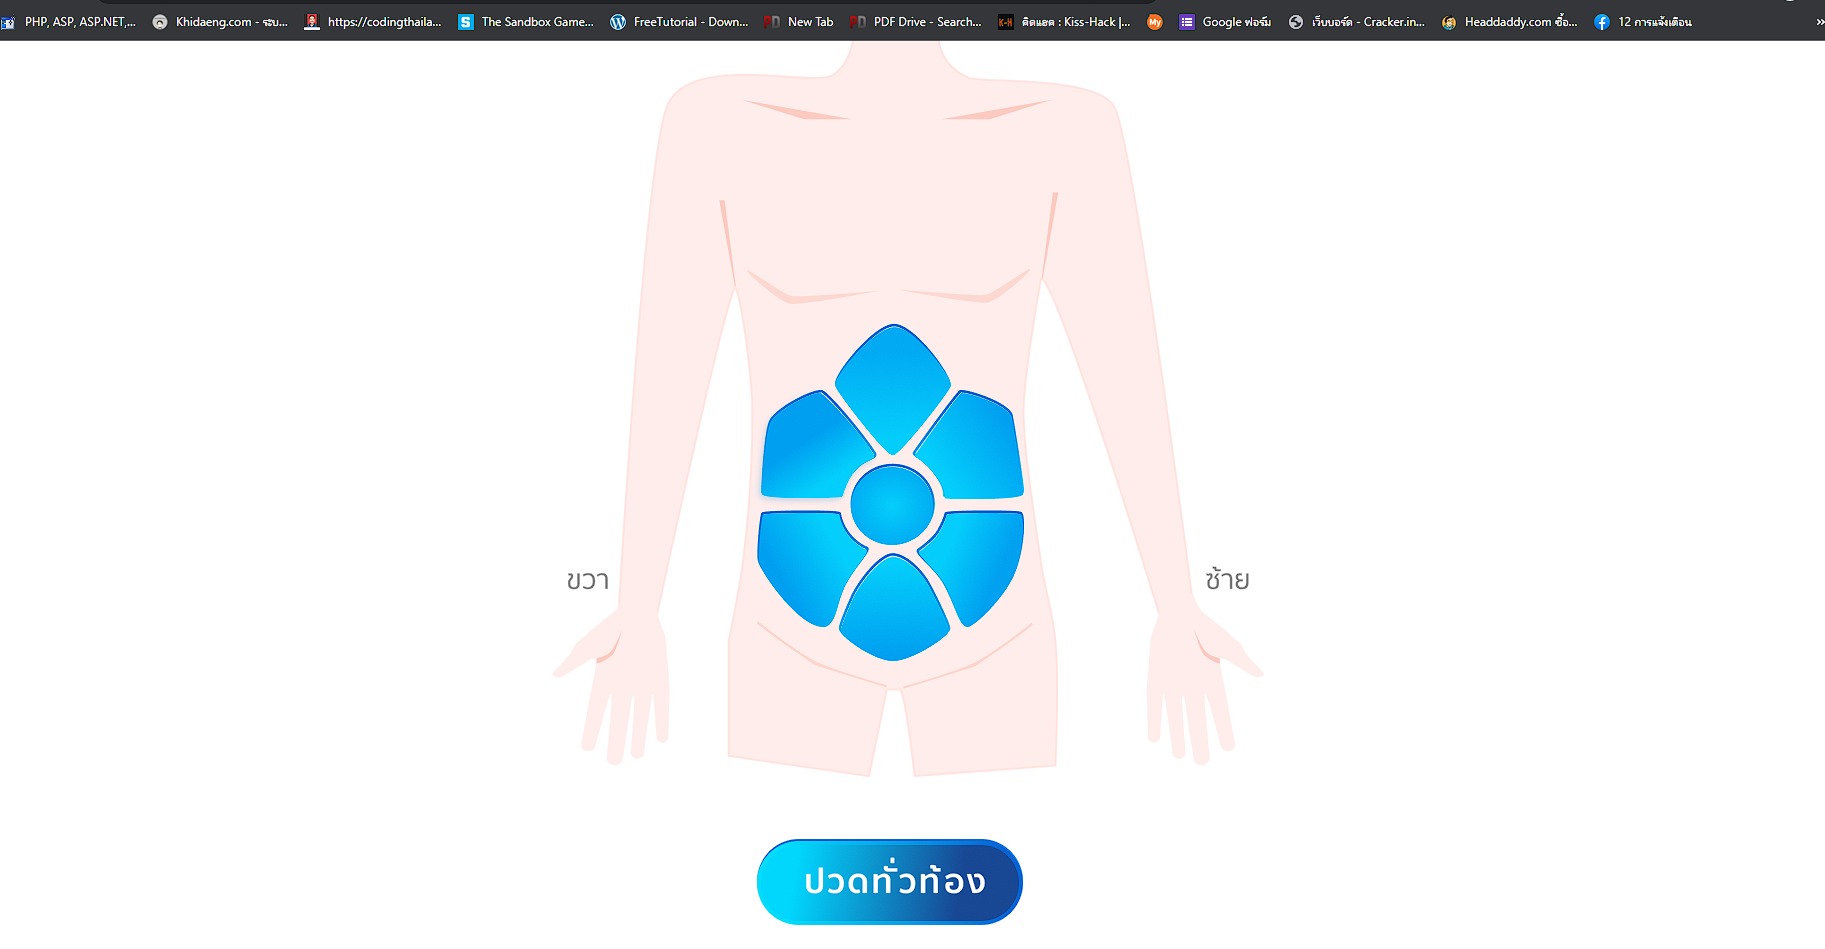 PHP, ASP, ASP.NET,... Khidaeng.com - ระบ... https://codingthaila... The Sandbox Game... FreeTutorial - Down... New Tab PDF Drive - Search... คิดแฮค : Kiss-Hack |... My Google ฟอร์ม เว็บบอร์ด - Cracker.in... Headdaddy.com ซื้อ... 12 การแจ้งเตือน »
ขวา ซ้าย
ปวดทั่วท้อง